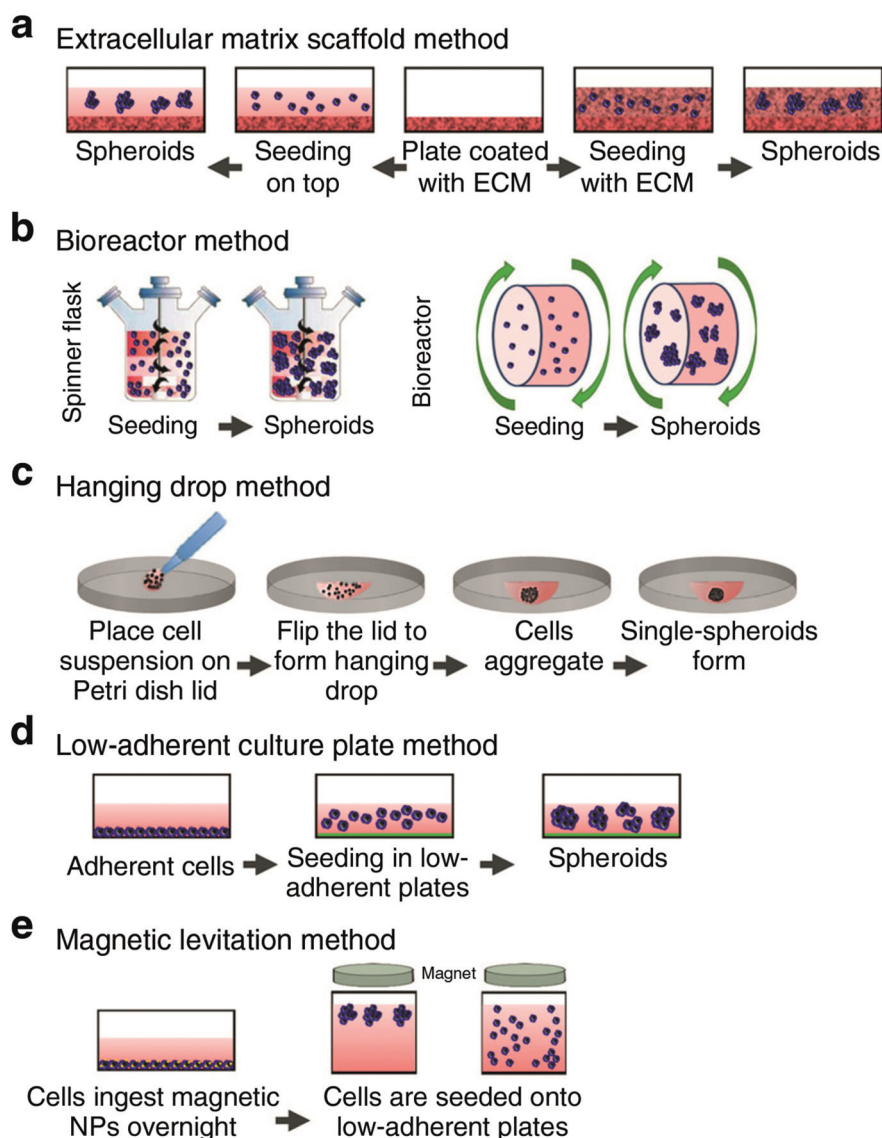 a Extracellular matrix scaffold method
Spheroids
Seeding
on top
Plate coated
with ECM
Seeding
with ECM
Spheroids
b Bioreactor method
Spinner flask
Seeding
Spheroids
Bioreactor
Seeding
Spheroids
c Hanging drop method
Place cell
suspension on
Petri dish lid
Flip the lid to
form hanging
drop
Cells
aggregate
Single-spheroids
form
d Low-adherent culture plate method
Adherent cells
Seeding in low-
adherent plates
Spheroids
e Magnetic levitation method
Magnet
Cells ingest magnetic
NPs overnight
Cells are seeded onto
low-adherent plates